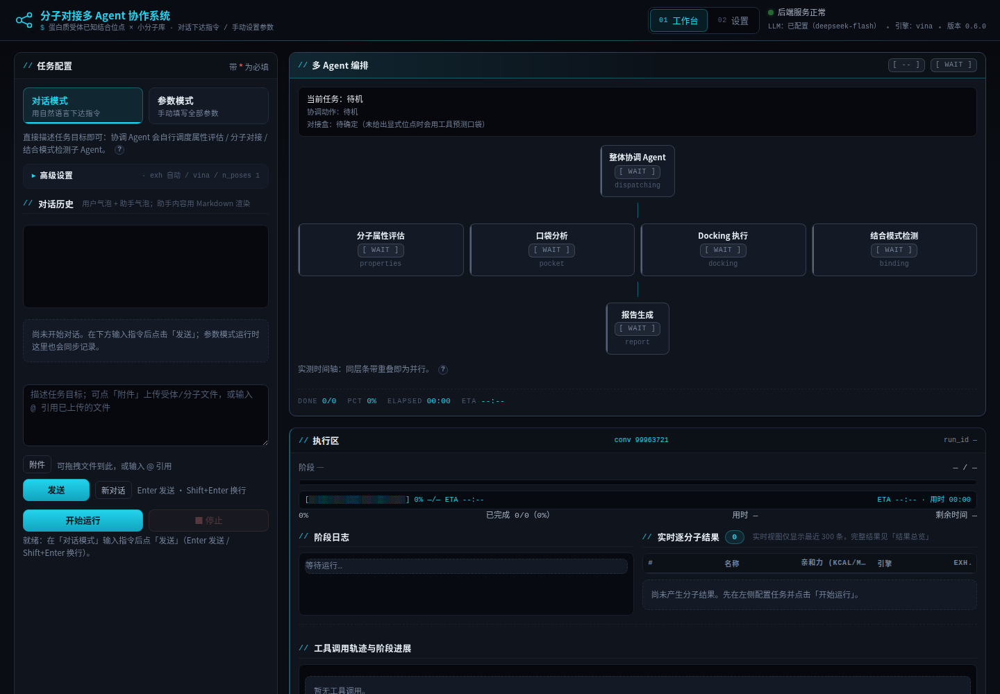 分子对接多 Agent 协作系统
$ 蛋白质受体已知结合位点 × 小分子库 · 对话下达指令 / 手动设置参数
01 工作台
02 设置
后端服务正常
LLM：已配置（deepseek-flash） • 引擎：vina • 版本 0.6.0
// 任务配置
带 * 为必填
对话模式
用自然语言下达指令
参数模式
手动填写全部参数
直接描述任务目标即可：协调 Agent 会自行调度属性评估 / 分子对接 /
结合模式检测子 Agent。 ?
▸ 高级设置
· exh 自动 / vina / n_poses 1
// 对话历史 用户气泡 + 助手气泡；助手内容用 Markdown 渲染
尚未开始对话。在下方输入指令后点击「发送」；参数模式运行时
这里也会同步记录。
描述任务目标；可点「附件」上传受体/分子文件，或输入
@ 引用已上传的文件
附件
可拖拽文件到此，或输入 @ 引用
发送
新对话
Enter 发送 · Shift+Enter 换行
开始运行
停止
就绪：在「对话模式」输入指令后点「发送」（Enter 发送 /
Shift+Enter 换行）。
// 多 Agent 编排
[ -- ]
[ WAIT ]
当前任务：待机
协调动作：待机
对接盒：待确定（未给出显式位点时会用工具预测口袋）
整体协调 Agent
[ WAIT ]
dispatching
分子属性评估
[ WAIT ]
properties
口袋分析
[ WAIT ]
pocket
Docking 执行
[ WAIT ]
docking
结合模式检测
[ WAIT ]
binding
报告生成
[ WAIT ]
report
实测时间轴：同层条带重叠即为并行。 ?
DONE 0/0 PCT 0% ELAPSED 00:00 ETA --:--
// 执行区
conv 99963721
run_id —
阶段 —
— / —
[░░░░░░░░░░░░░░░░░░░░░░░░] 0% —/— ETA --:--
ETA --:-- · 用时 00:00
0%
已完成 0/0（0%）
用时 —
剩余时间 —
// 阶段日志
等待运行…
// 实时逐分子结果 0 实时视图仅显示最近 300 条，完整结果见「结果总览」
# 名称 亲和力 (KCAL/M… 引擎 EXH.
尚未产生分子结果。先在左侧配置任务并点击「开始运行」。
// 工具调用轨迹与阶段进展
暂无工具调用。